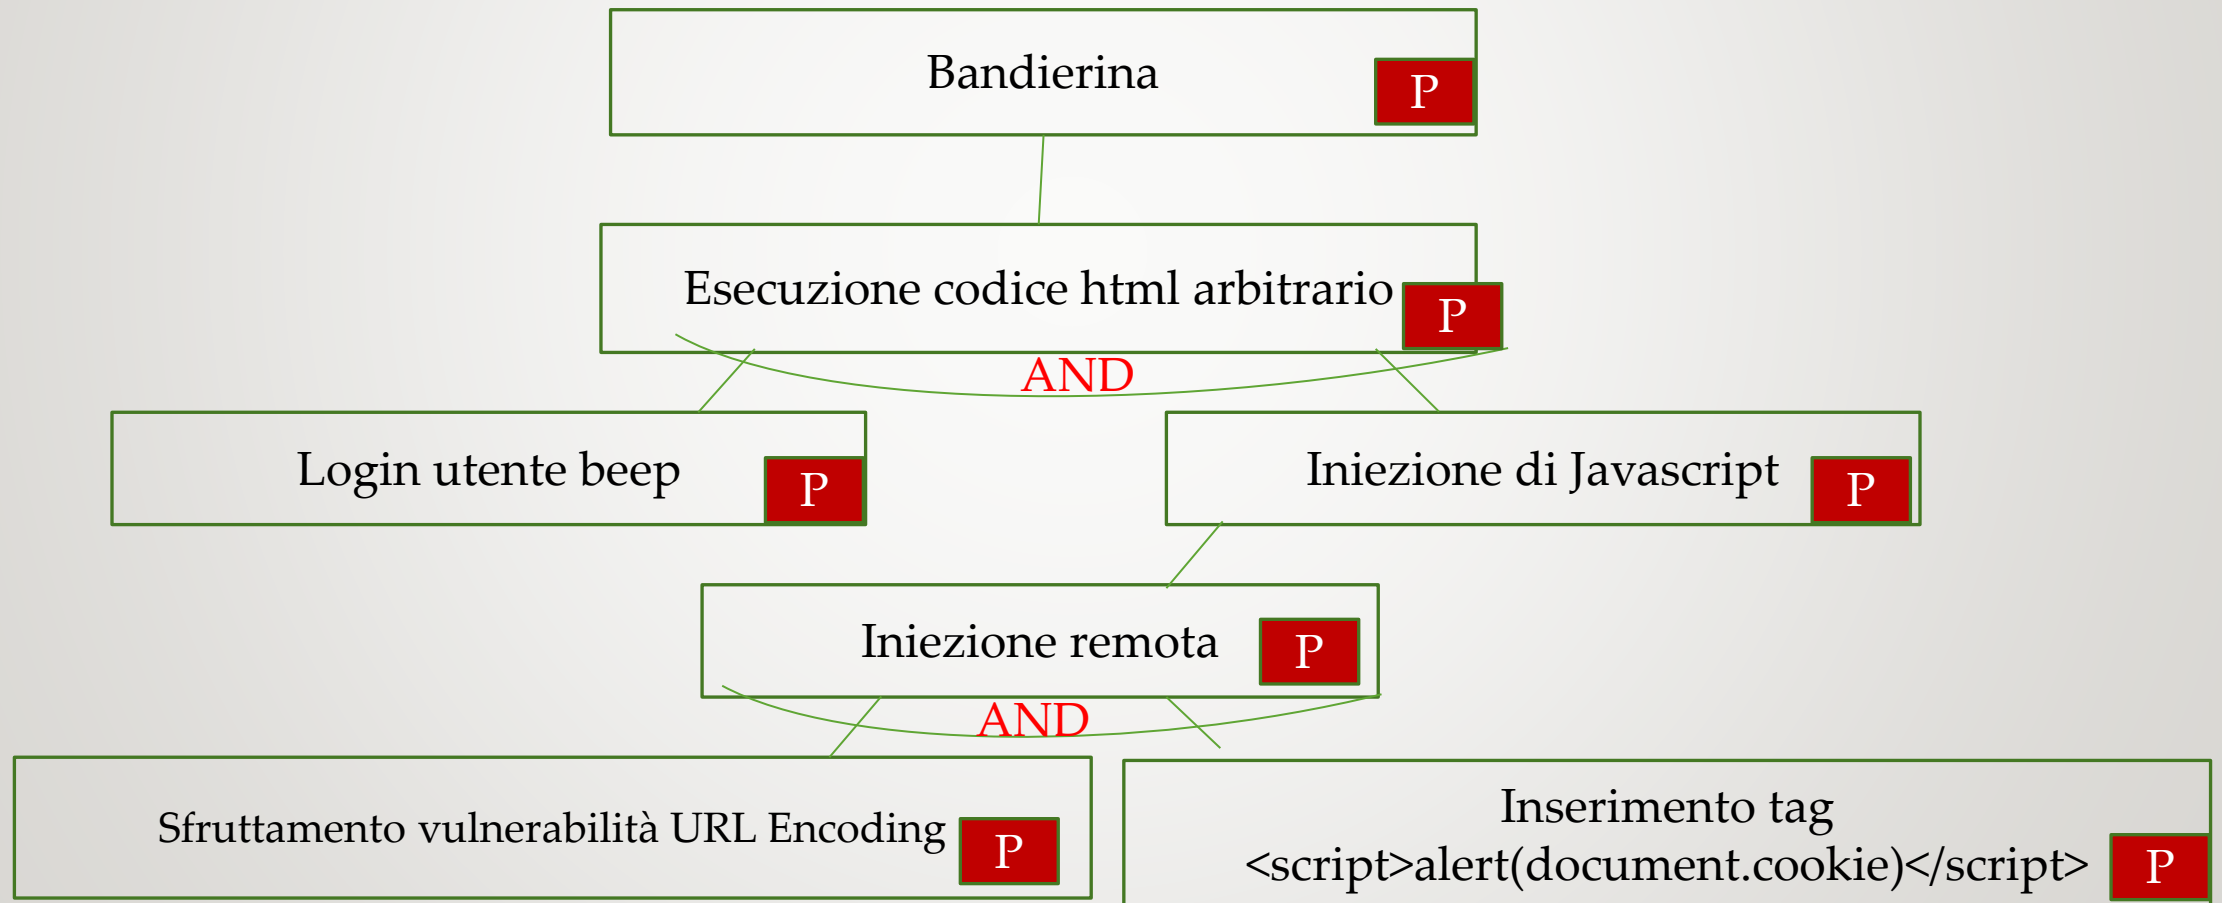 Bandierina
P
Esecuzione codice html arbitrario
P
AND
Login utente beep
P
Iniezione di Javascript
P
Iniezione remota
P
AND
Sfruttamento vulnerabilità URL Encoding
P
Inserimento tag
<script>alert(document.cookie)</script>
P